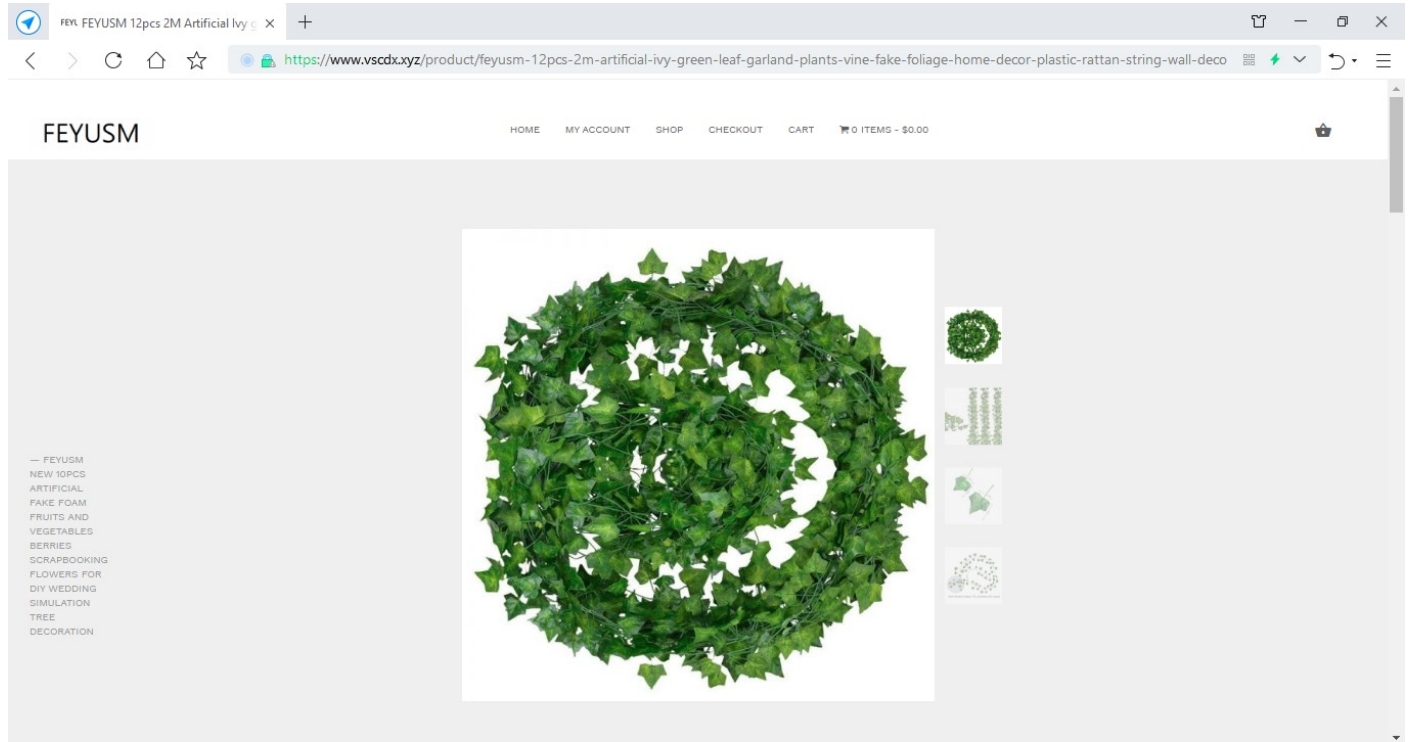 FEYL FEYUSM 12pcs 2M Artificial Ivy g
https://www.vscdx.xyz/product/feyusm-12pcs-2m-artificial-ivy-green-leaf-garland-plants-vine-fake-foliage-home-decor-plastic-rattan-string-wall-deco
FEYUSM
HOME MY ACCOUNT SHOP CHECKOUT CART 0 ITEMS - $0.00
— FEYUSM
NEW 10PCS
ARTIFICIAL
FAKE FOAM
FRUITS AND
VEGETABLES
BERRIES
SCRAPBOOKING
FLOWERS FOR
DIY WEDDING
SIMULATION
TREE
DECORATION